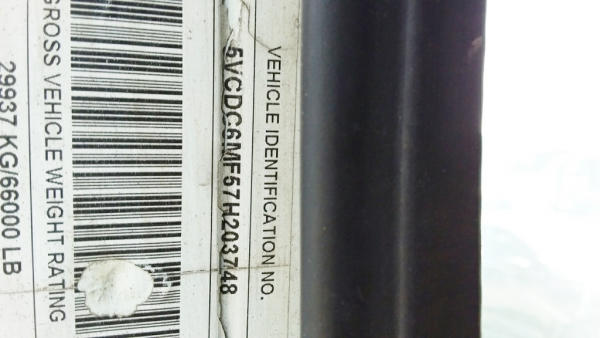 VEHICLE IDENTIFICATION NO.
5VCDC6MF57H203748
GROSS VEHICLE WEIGHT RATING
29937 KG/66000 LB